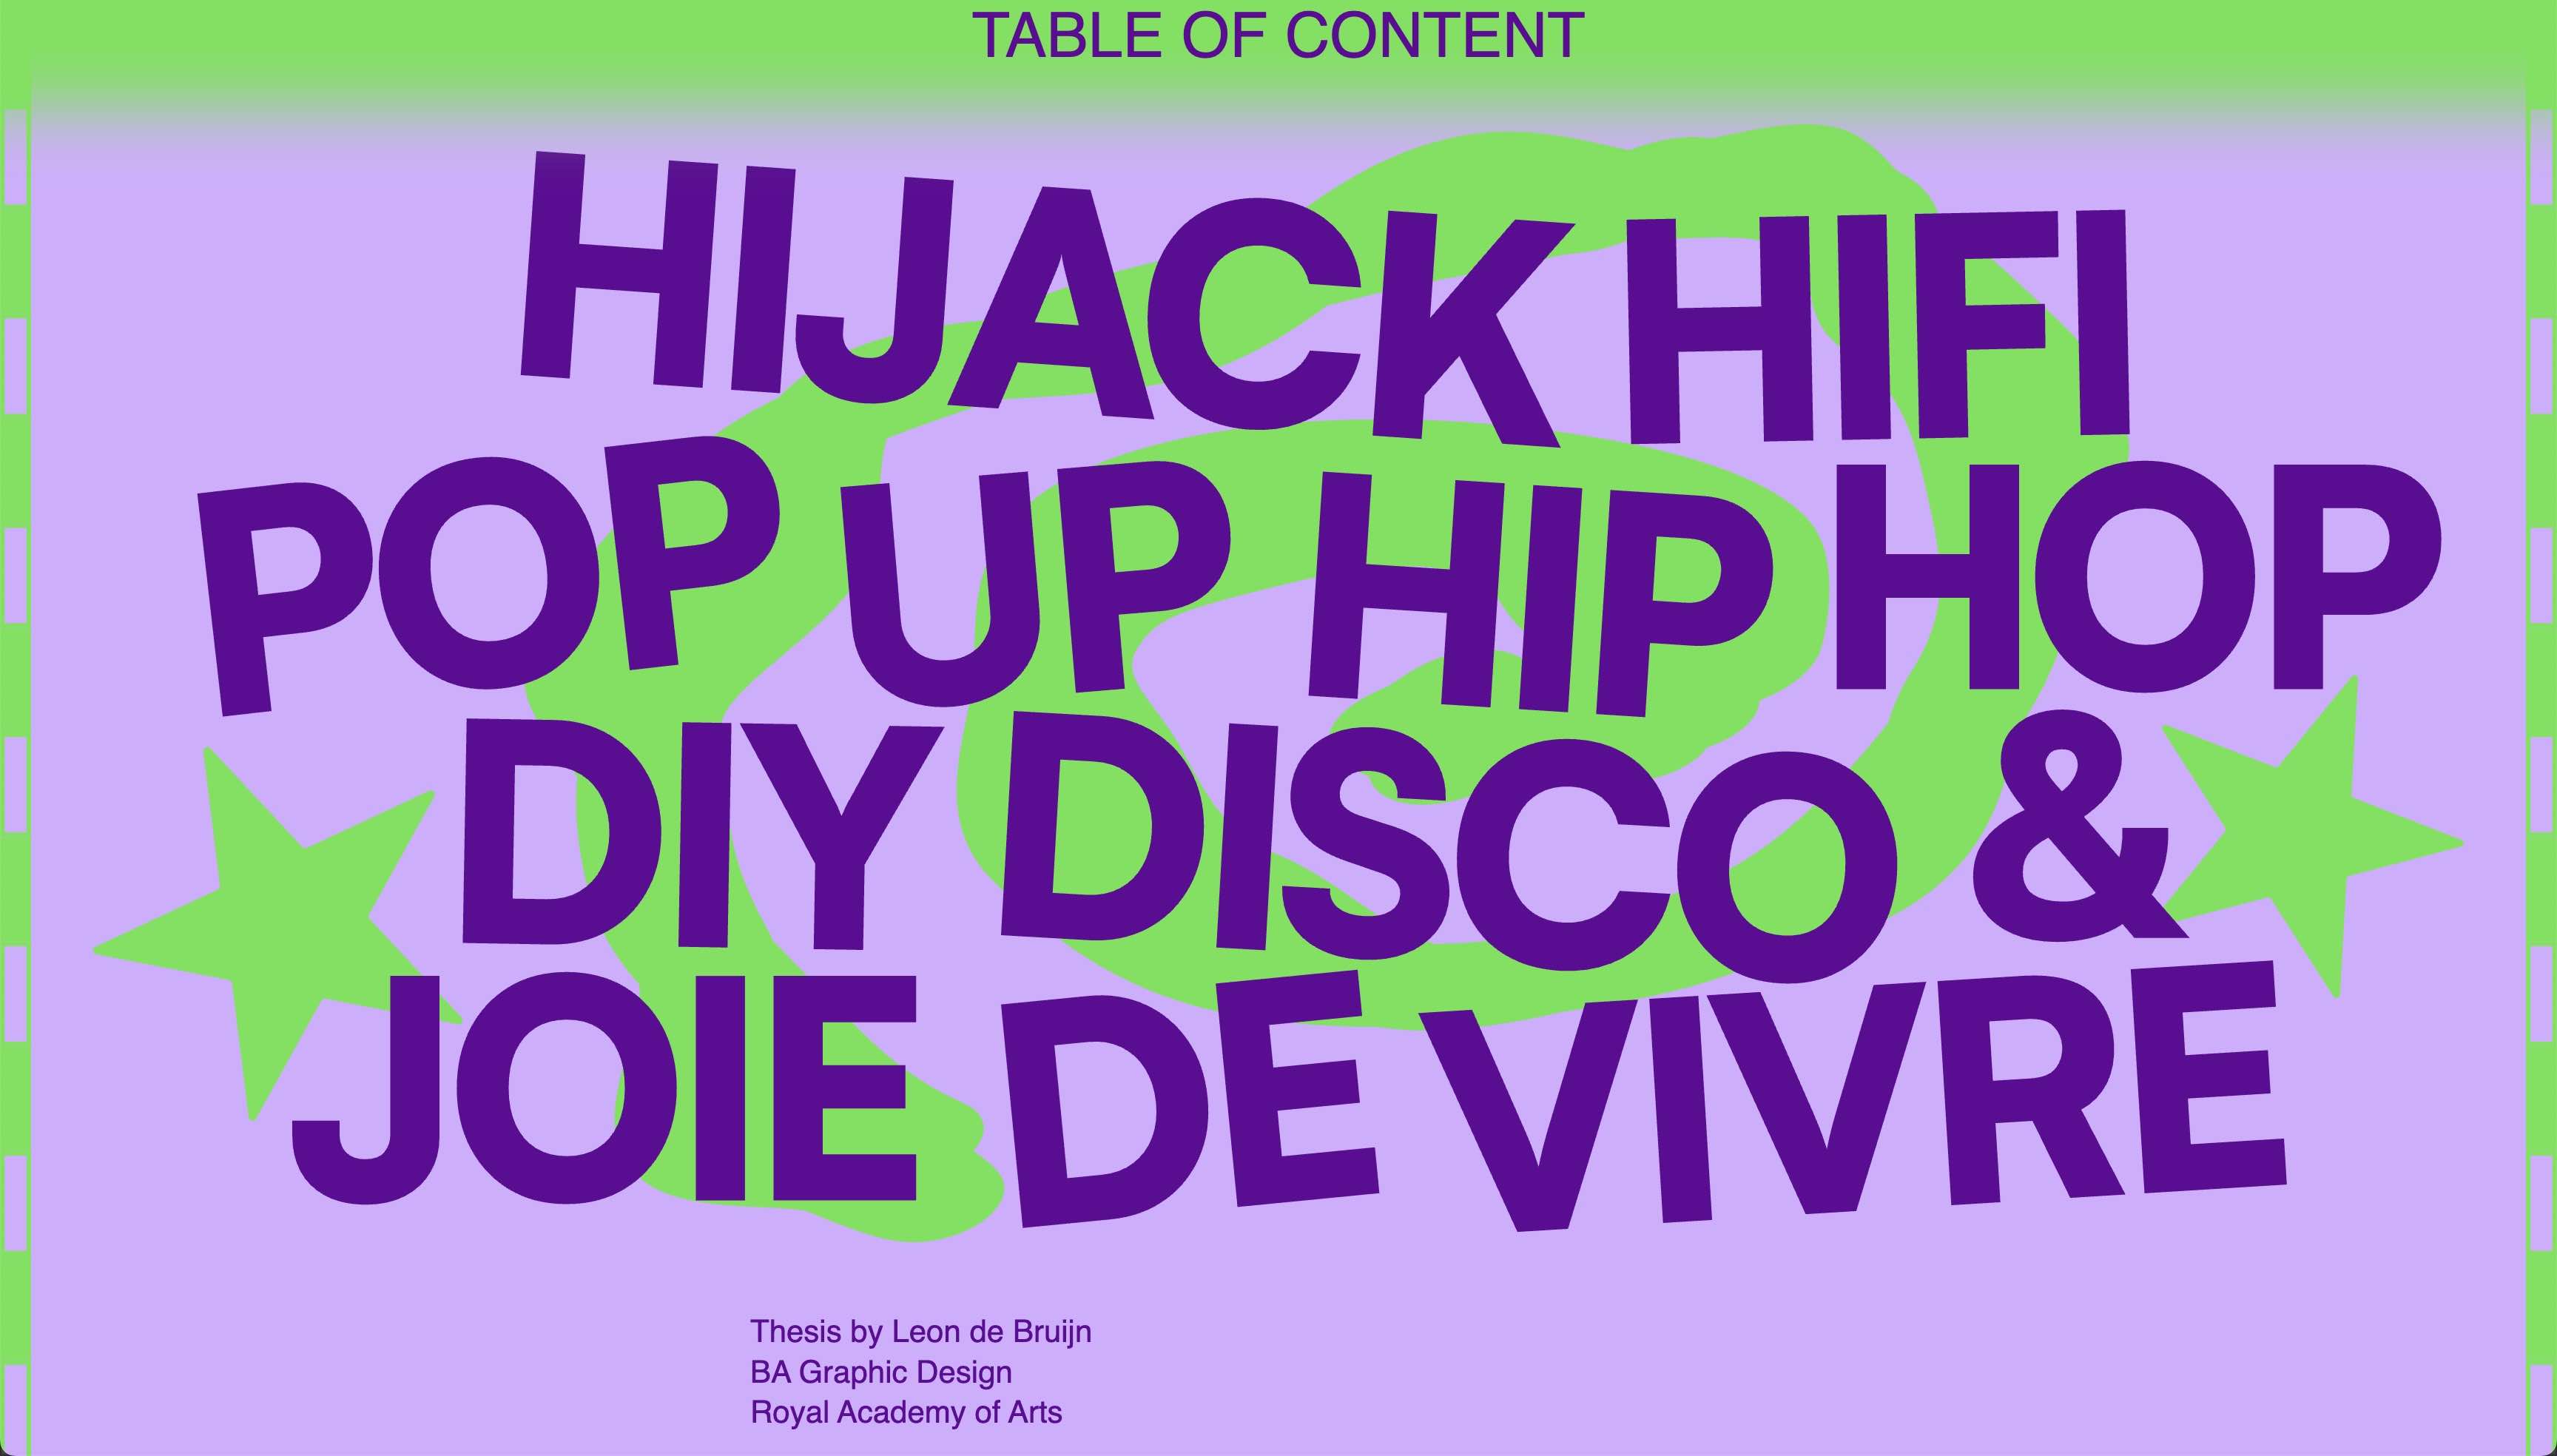 TABLE OF CONTENT
HIJACK HIFI
POP UP HIP HOP
DIY DISCO &
JOIE DE VIVRE
Thesis by Leon de Bruijn
BA Graphic Design
Royal Academy of Arts